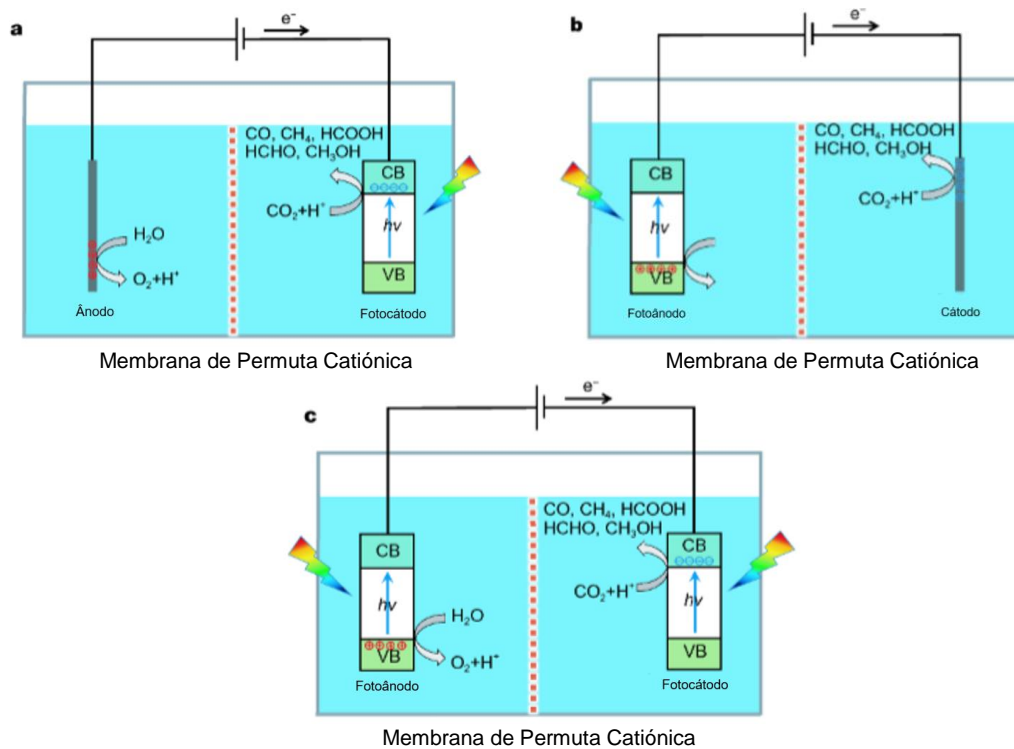 a
e⁻
CO, CH₄, HCOOH
HCHO, CH₃OH
CB
CO₂+H⁺
hv
VB
H₂O
O₂+H⁺
Ânodo
Fotocátodo
Membrana de Permuta Catiónica
b
e⁻
CO, CH₄, HCOOH
HCHO, CH₃OH
CB
CO₂+H⁺
hv
VB
Fotoânodo
Cátodo
Membrana de Permuta Catiónica
c
e⁻
CO, CH₄, HCOOH
HCHO, CH₃OH
CB
CB
CO₂+H⁺
hv
hv
H₂O
VB
O₂+H⁺
VB
Fotoânodo
Fotocátodo
Membrana de Permuta Catiónica